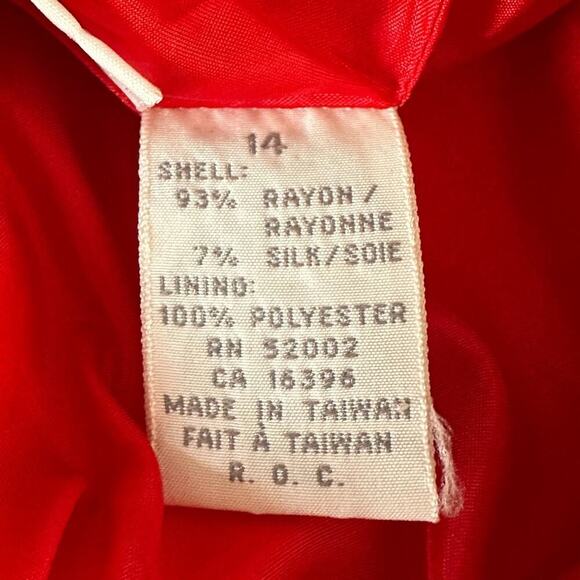 14
SHELL:
93% RAYON /
RAYONNE
7% SILK/SOIE
LINING:
100% POLYESTER
RN 52002
CA 16396
MADE IN TAIWAN
FAIT À TAIWAN
R. O. C.